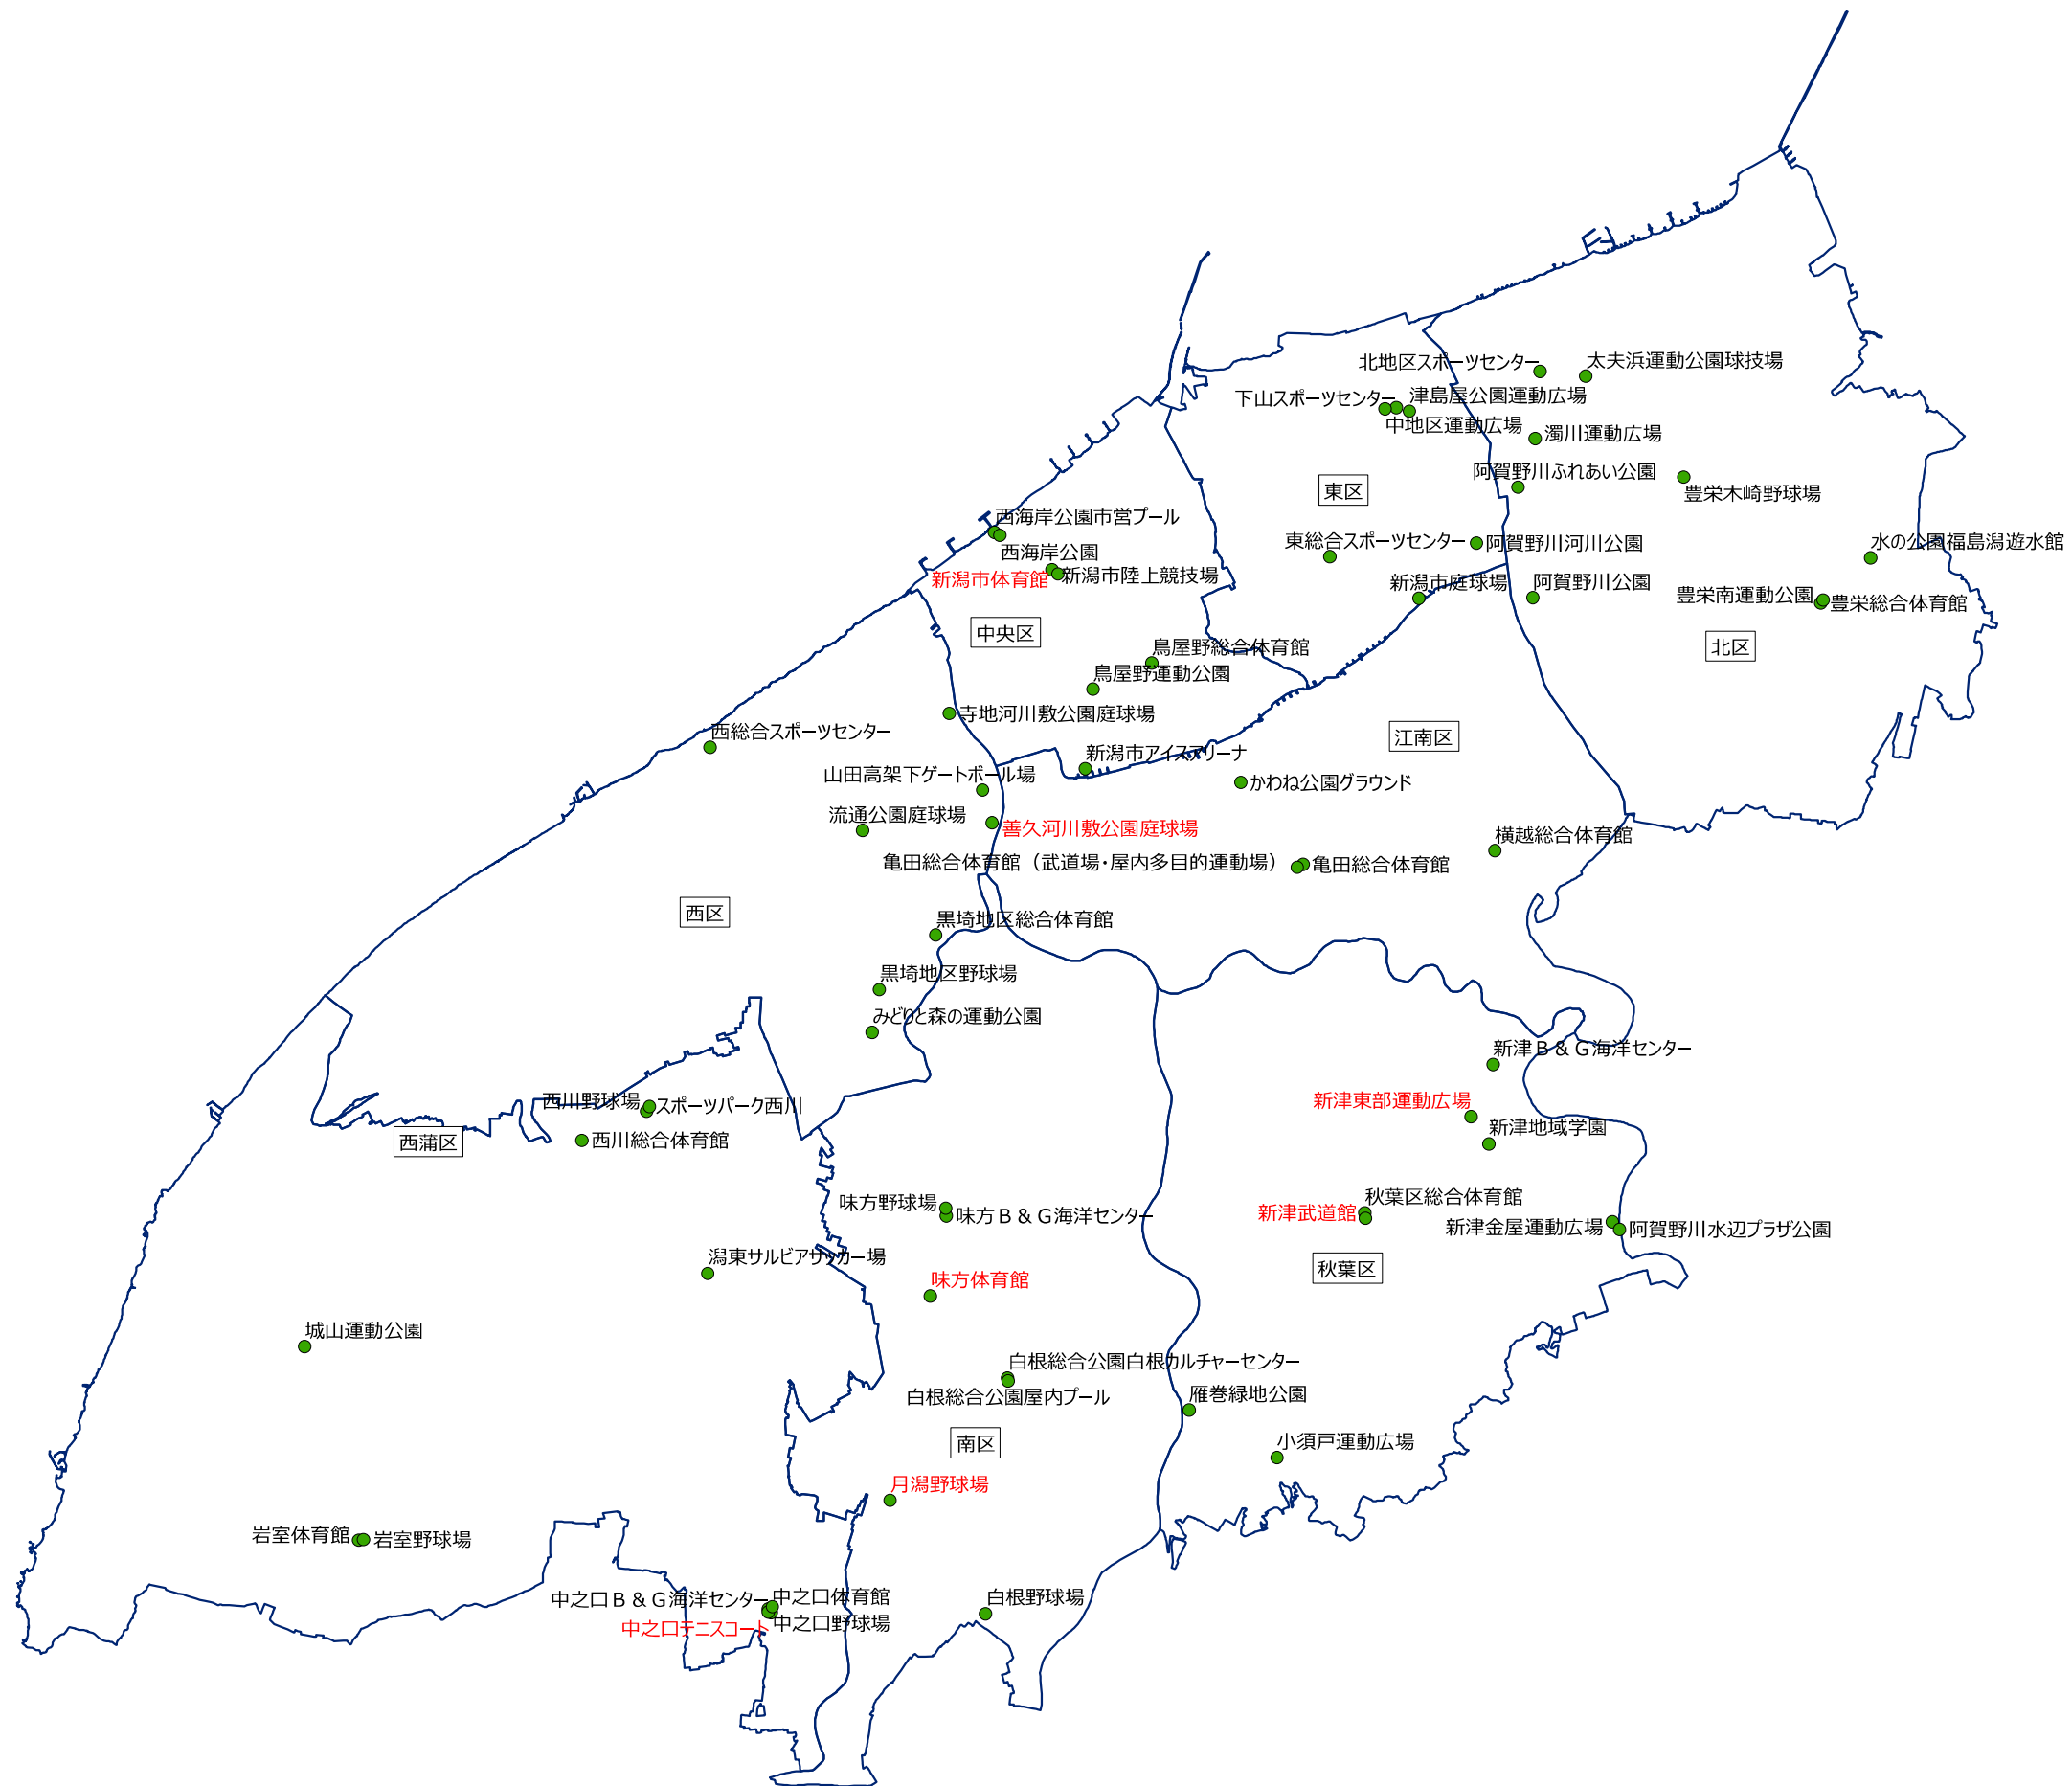 北地区スポーツセンター
太夫浜運動公園球技場
下山スポーツセンター
津島屋公園運動広場
中地区運動広場
濁川運動広場
阿賀野川ふれあい公園
豊栄木崎野球場
東区
西海岸公園市営プール
西海岸公園
東総合スポーツセンター
阿賀野川河川公園
水の公園福島潟遊水館
新潟市体育館
新潟市陸上競技場
新潟市庭球場
阿賀野川公園
豊栄南運動公園
豊栄総合体育館
中央区
北区
鳥屋野総合体育館
鳥屋野運動公園
寺地河川敷公園庭球場
西総合スポーツセンター
江南区
新潟市アイスアリーナ
山田高架下ゲートボール場
かわね公園グラウンド
流通公園庭球場
善久河川敷公園庭球場
横越総合体育館
亀田総合体育館（武道場・屋内多目的運動場）
亀田総合体育館
西区
黒埼地区総合体育館
黒埼地区野球場
みどりと森の運動公園
新津Ｂ＆Ｇ海洋センター
西川野球場
スポーツパーク西川
新津東部運動広場
新津地域学園
西蒲区
西川総合体育館
味方野球場
味方Ｂ＆Ｇ海洋センター
秋葉区総合体育館
新津武道館
新津金屋運動広場
阿賀野川水辺プラザ公園
潟東サルビアサッカー場
秋葉区
味方体育館
城山運動公園
白根総合公園白根カルチャーセンター
白根総合公園屋内プール
雁巻緑地公園
南区
小須戸運動広場
月潟野球場
岩室体育館
岩室野球場
中之口Ｂ＆Ｇ海洋センター
中之口体育館
中之口テニスコート
中之口野球場
白根野球場